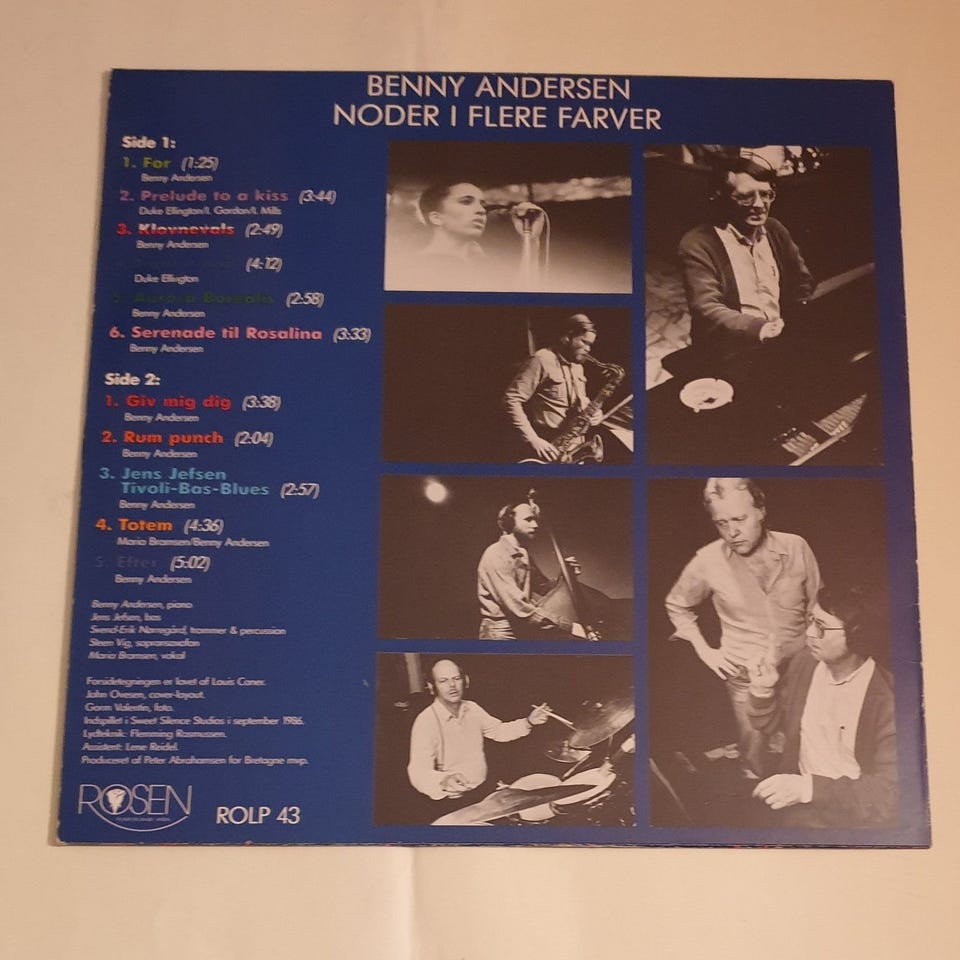 BENNY ANDERSEN
NODER I FLERE FARVER
Side 1:
1. For (1:25)
Benny Andersen
2. Prelude to a kiss (3:44)
Duke Ellington/I. Gordon/I. Mills
3. Klovnevals (2:49)
Benny Andersen
(4:12)
Duke Ellington
5. Aurora Borealis (2:58)
Benny Andersen
6. Serenade til Rosalina (3:33)
Benny Andersen
Side 2:
1. Giv mig dig (3:38)
Benny Andersen
2. Rum punch (2:04)
Benny Andersen
3. Jens Jefsen
Tivoli-Bas-Blues (2:57)
Benny Andersen
4. Totem (4:36)
Maria Bramsen/Benny Andersen
5. Efter (5:02)
Benny Andersen
Benny Andersen, piano
Jens Jefsen, bas
Svend-Erik Nørregård, trommer & percussion
Steen Vig, sopransaxofon
Maria Bramsen, vokal
Forsidetegningen er lavet af Louis Caner.
John Ovesen, cover-layout.
Gorm Valentin, foto.
Indspillet i Sweet Silence Studios i september 1986.
Lydteknik: Flemming Rasmussen.
Assistent: Lene Reidel.
Produceret af Peter Abrahamsen for Bretagne mvp.
ROSEN
ROLP 43